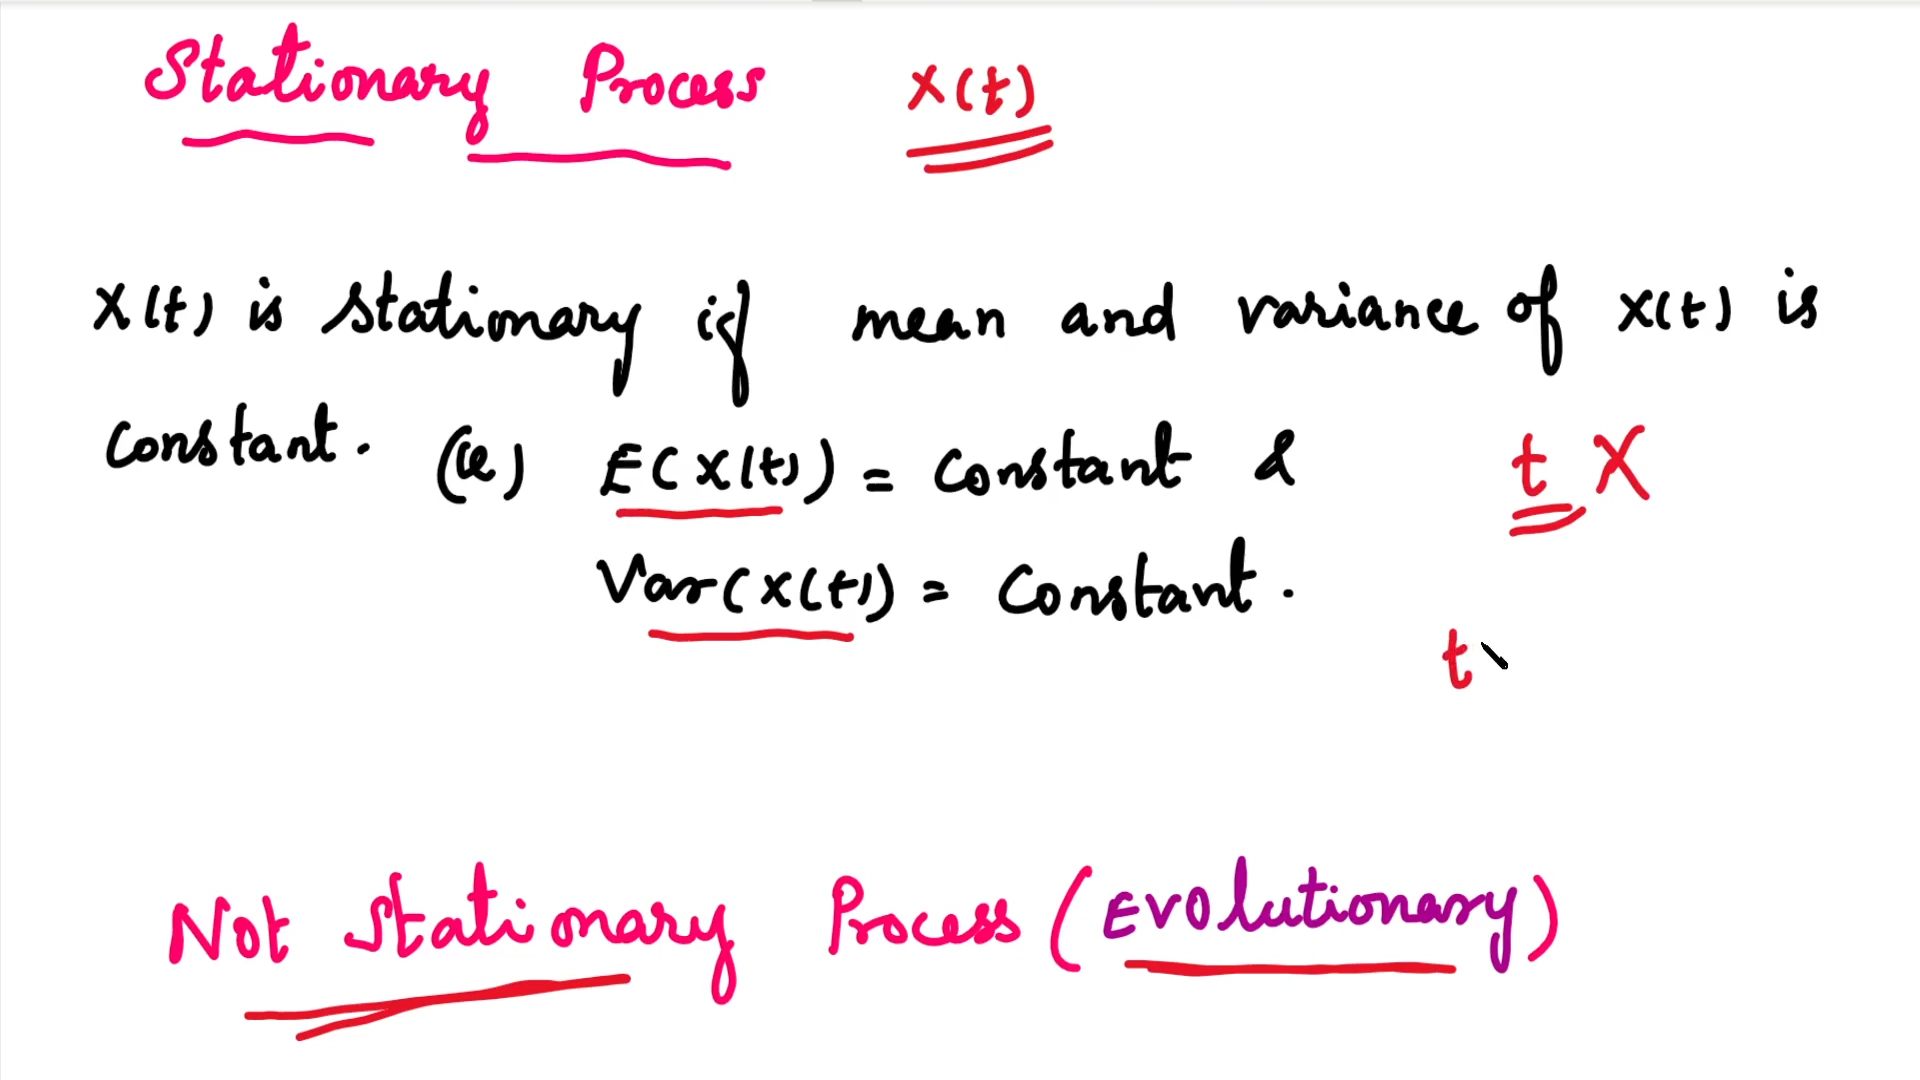 Stationary Process X(t)
X(t) is stationary if mean and variance of X(t) is
constant. (ie) E(X(t)) = Constant & t X
Var(X(t)) = Constant.
t
Not Stationary Process (Evolutionary)